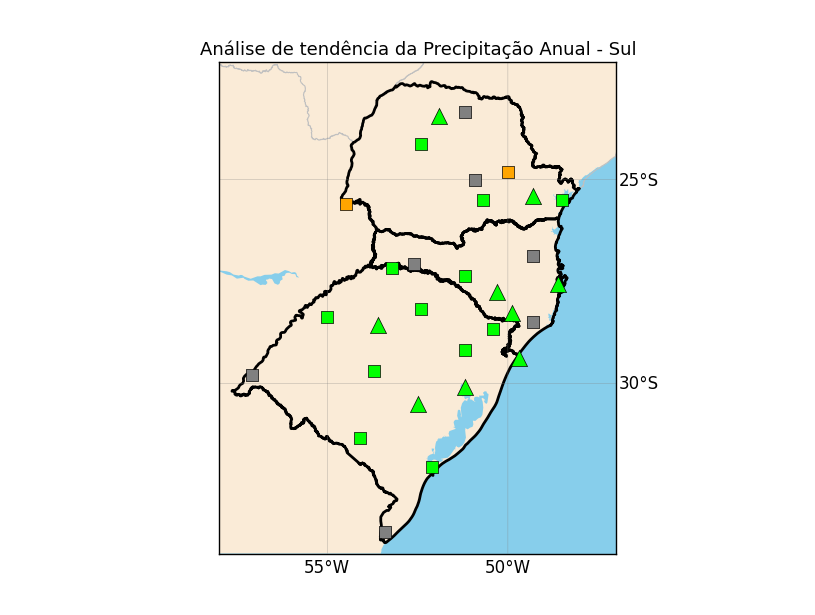 Análise de tendência da Precipitação Anual - Sul
25°S
30°S
55°W
50°W